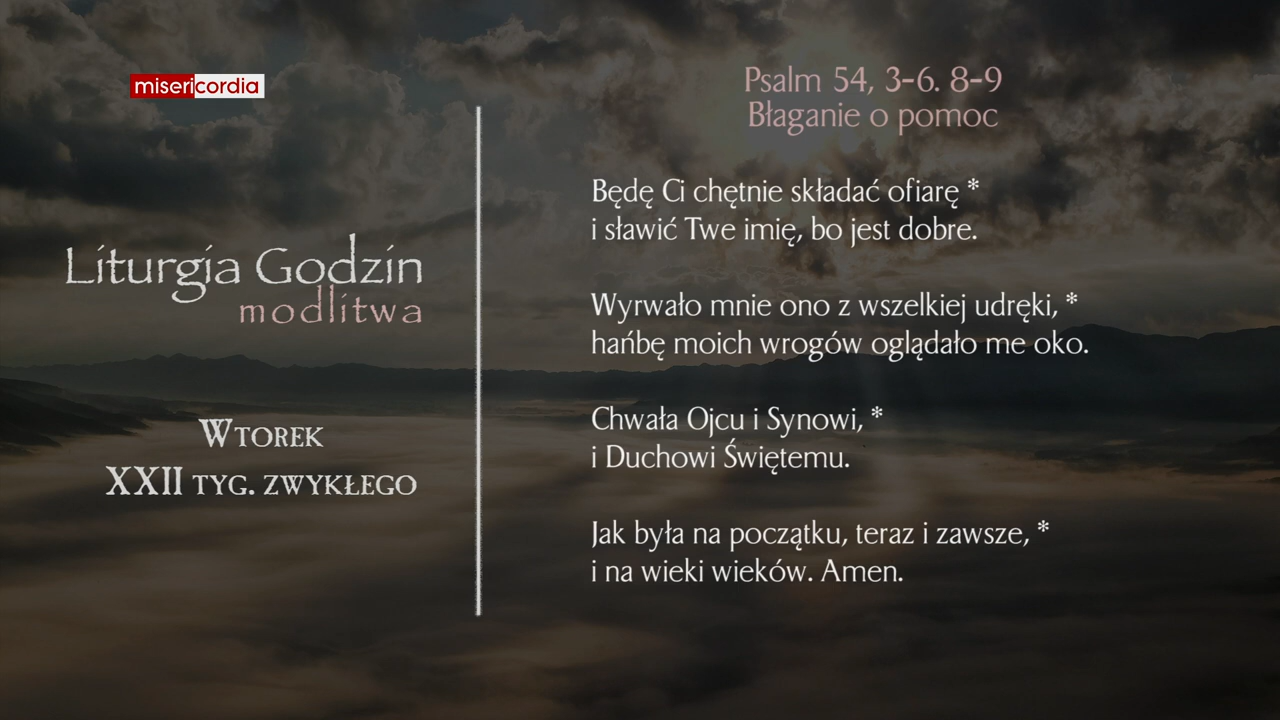 misericordia
Liturgia Godzin
modlitwa
Wtorek
XXII tyg. zwykłego
Psalm 54, 3-6. 8-9
Błaganie o pomoc
Będę Ci chętnie składać ofiarę *
i sławić Twe imię, bo jest dobre.
Wyrwało mnie ono z wszelkiej udręki, *
hańbę moich wrogów oglądało me oko.
Chwała Ojcu i Synowi, *
i Duchowi Świętemu.
Jak była na początku, teraz i zawsze, *
i na wieki wieków. Amen.